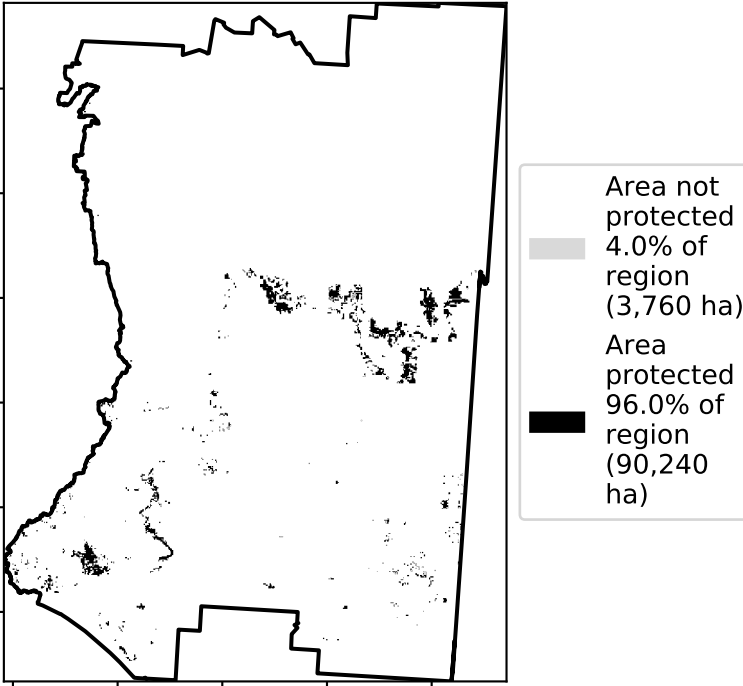 Area not
protected
4.0% of
region
(3,760 ha)
Area
protected
96.0% of
region
(90,240
ha)